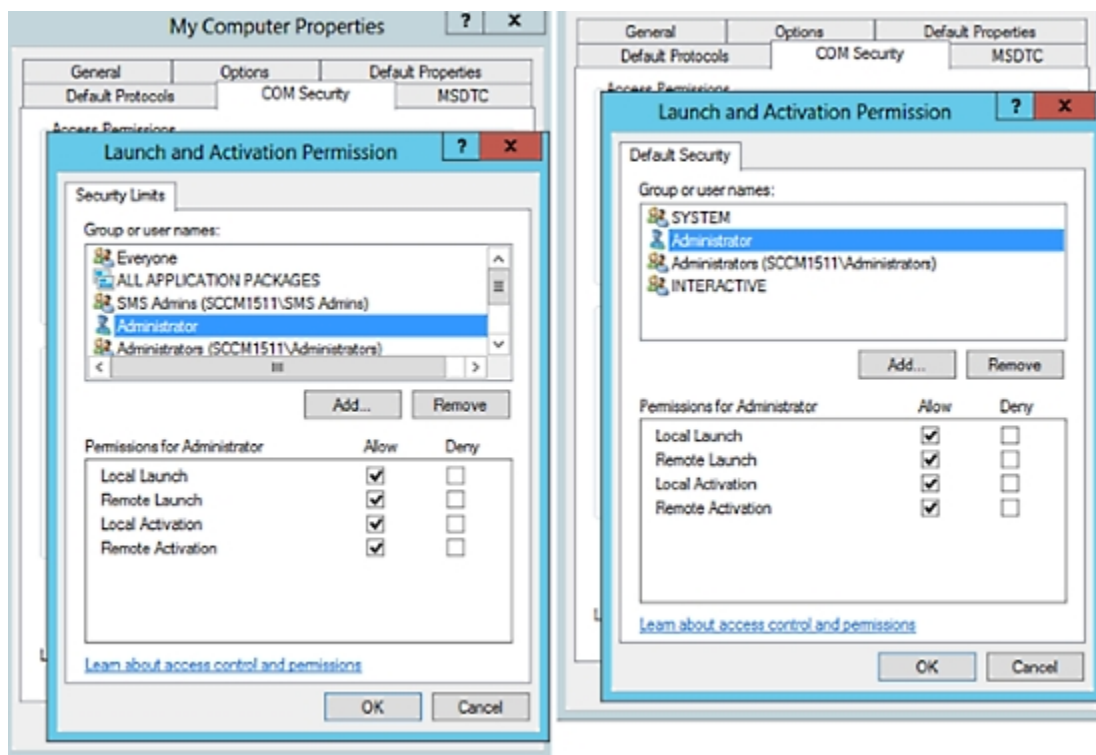 My Computer Properties ? x
General Options Default Properties
Default Protocols COM Security MSDTC
Access Permissions
Launch and Activation Permission ? x
Security Limits
Group or user names:
Everyone
ALL APPLICATION PACKAGES
SMS Admins (SCCM1511\SMS Admins)
Administrator
Administrators (SCCM1511\Administrators)
Add... Remove
Permissions for Administrator Allow Deny
Local Launch
Remote Launch
Local Activation
Remote Activation
Learn about access control and permissions
OK Cancel
General Options Default Properties
Default Protocols COM Security MSDTC
Access Permissions
Launch and Activation Permission ? x
Default Security
Group or user names:
SYSTEM
Administrator
Administrators (SCCM1511\Administrators)
INTERACTIVE
Add... Remove
Permissions for Administrator Allow Deny
Local Launch
Remote Launch
Local Activation
Remote Activation
Learn about access control and permissions
OK Cancel